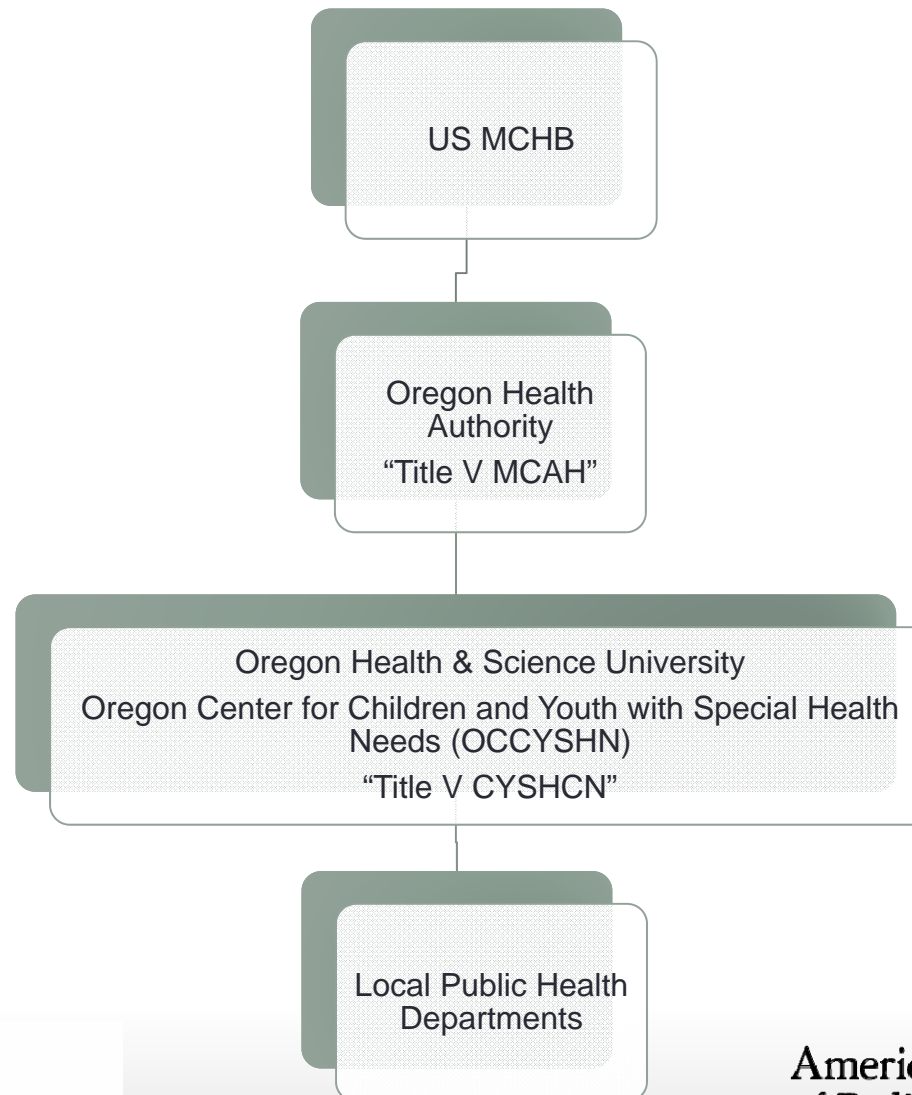 US MCHB
Oregon Health
Authority
“Title V MCAH”
Oregon Health & Science University
Oregon Center for Children and Youth with Special Health
Needs (OCCYSHN)
“Title V CYSHCN”
Local Public Health
Departments